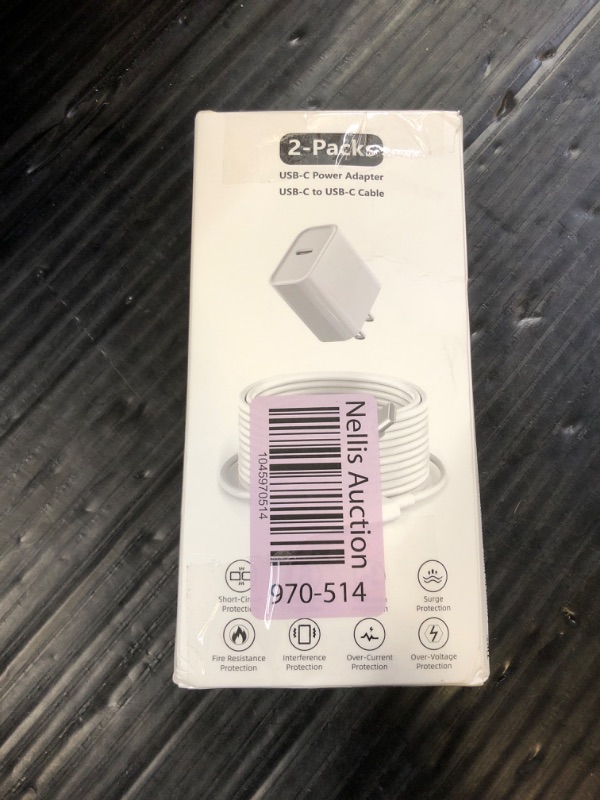 2-Packs
USB-C Power Adapter
USB-C to USB-C Cable
Nellis Auction
1045970514
970-514
Surge
Protection
Fire Resistance
Protection
Interference
Protection
Over-Current
Protection
Over-Voltage
Protection